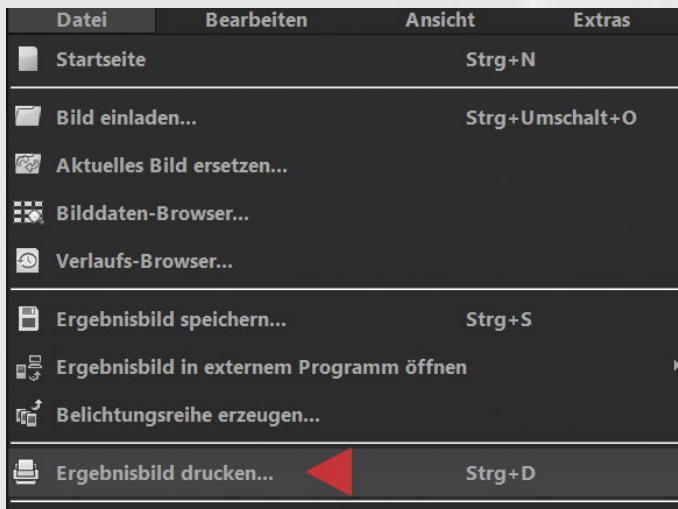 Datei Bearbeiten Ansicht Extras
Startseite Strg+N
Bild einladen... Strg+Umschalt+O
Aktuelles Bild ersetzen...
Bilddaten-Browser...
Verlaufs-Browser...
Ergebnisbild speichern... Strg+S
Ergebnisbild in externem Programm öffnen
Belichtungsreihe erzeugen...
Ergebnisbild drucken... Strg+D